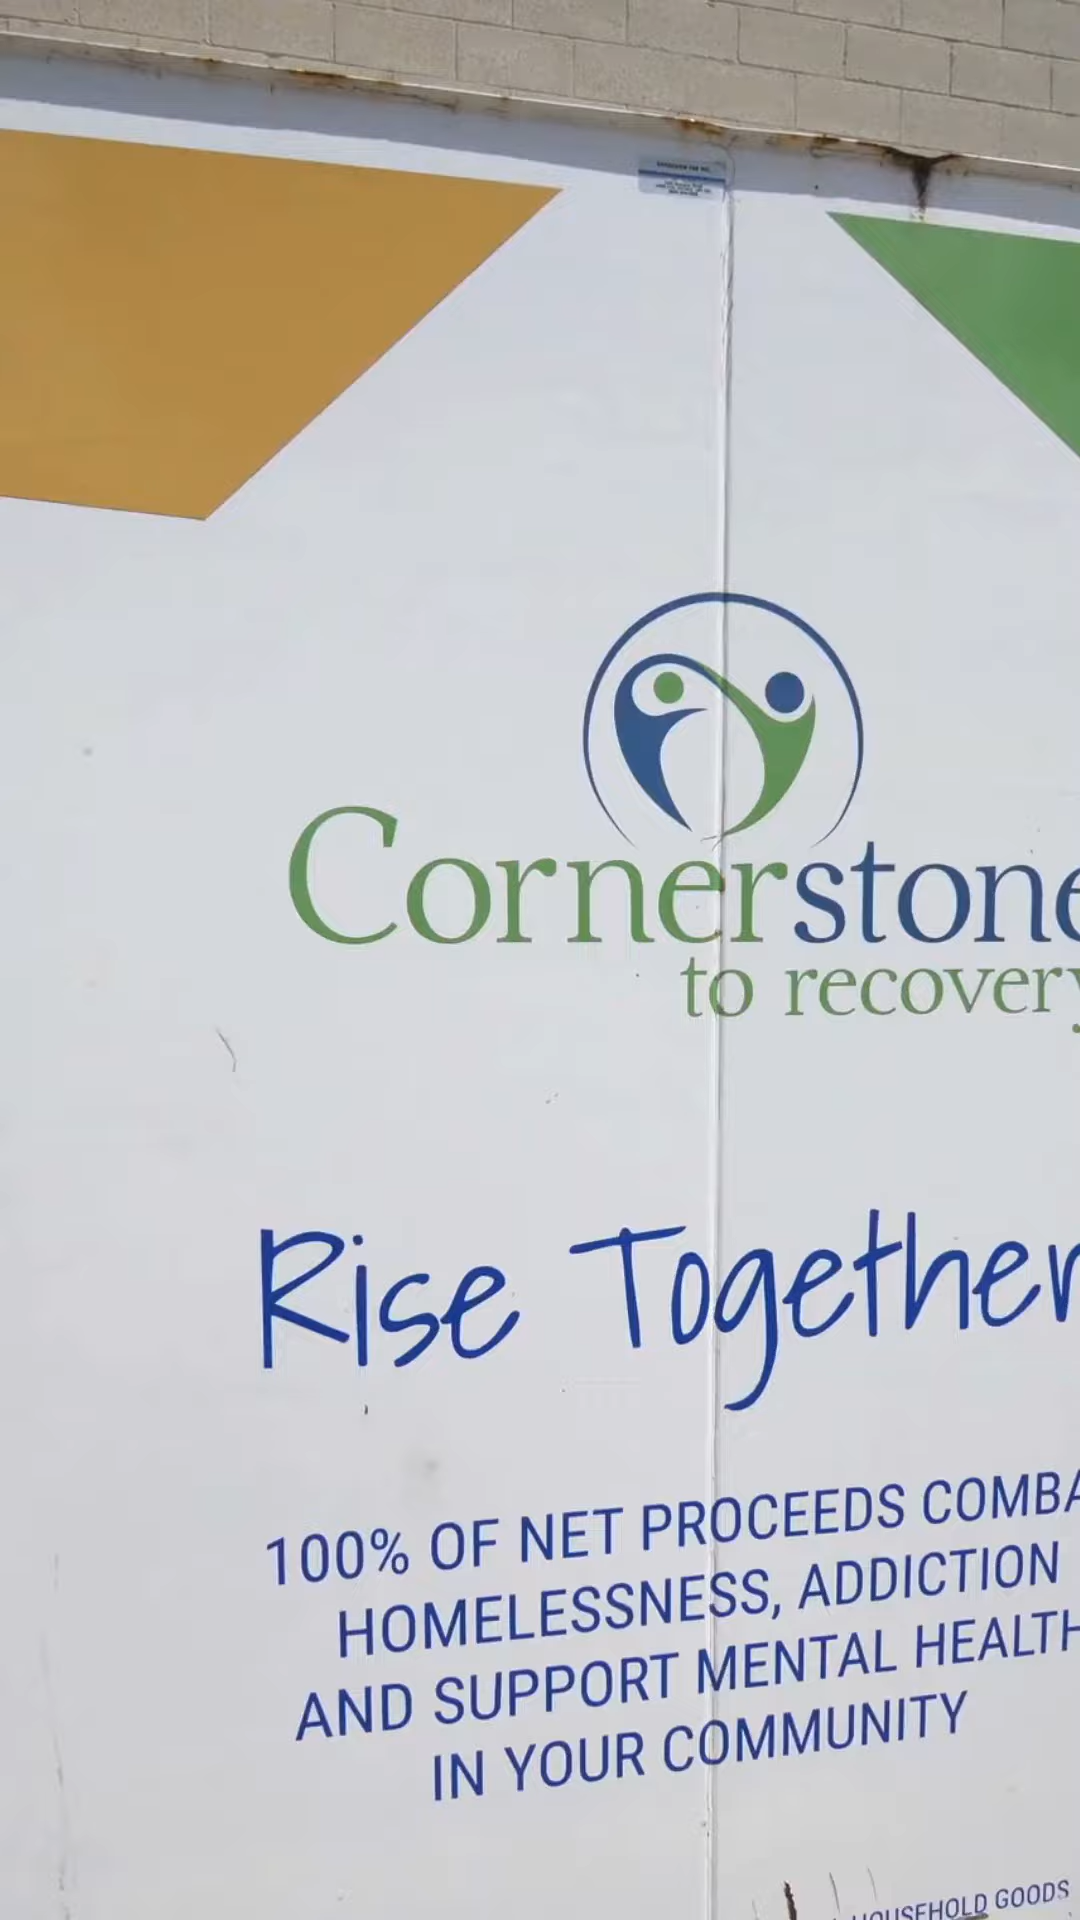 Cornerstone
to recovery
Rise Together
100% OF NET PROCEEDS COMBA
HOMELESSNESS, ADDICTION
AND SUPPORT MENTAL HEALTH
IN YOUR COMMUNITY
HOUSEHOLD GOODS